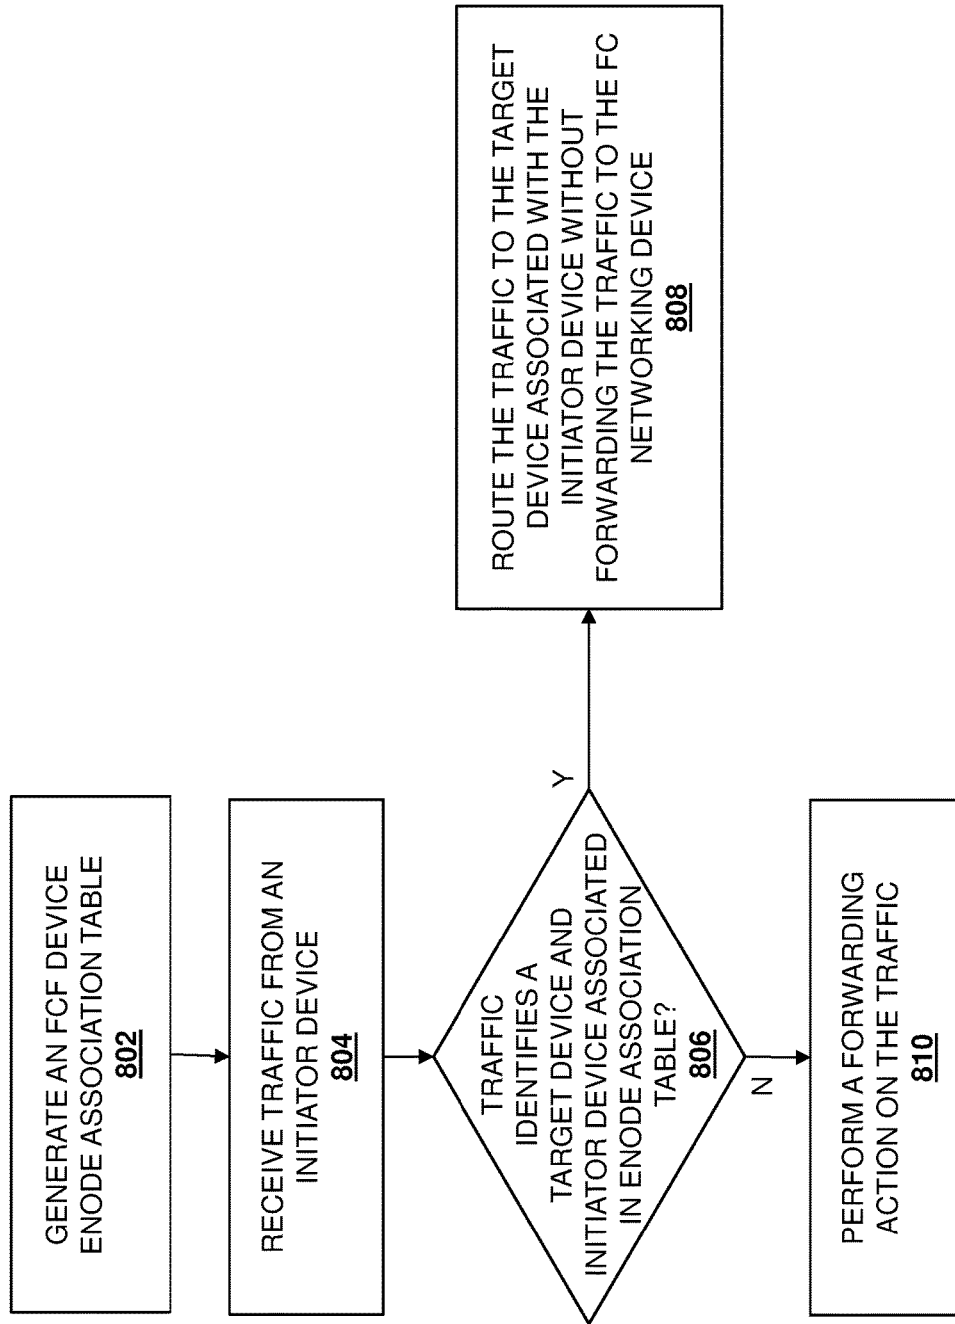 GENERATE AN FCF DEVICE
ENODE ASSOCIATION TABLE
802
RECEIVE TRAFFIC FROM AN
INITIATOR DEVICE
804
TRAFFIC
IDENTIFIES A
TARGET DEVICE AND
INITIATOR DEVICE ASSOCIATED
IN ENODE ASSOCIATION
TABLE?
806
Y
ROUTE THE TRAFFIC TO THE TARGET
DEVICE ASSOCIATED WITH THE
INITIATOR DEVICE WITHOUT
FORWARDING THE TRAFFIC TO THE FC
NETWORKING DEVICE
808
N
PERFORM A FORWARDING
ACTION ON THE TRAFFIC
810